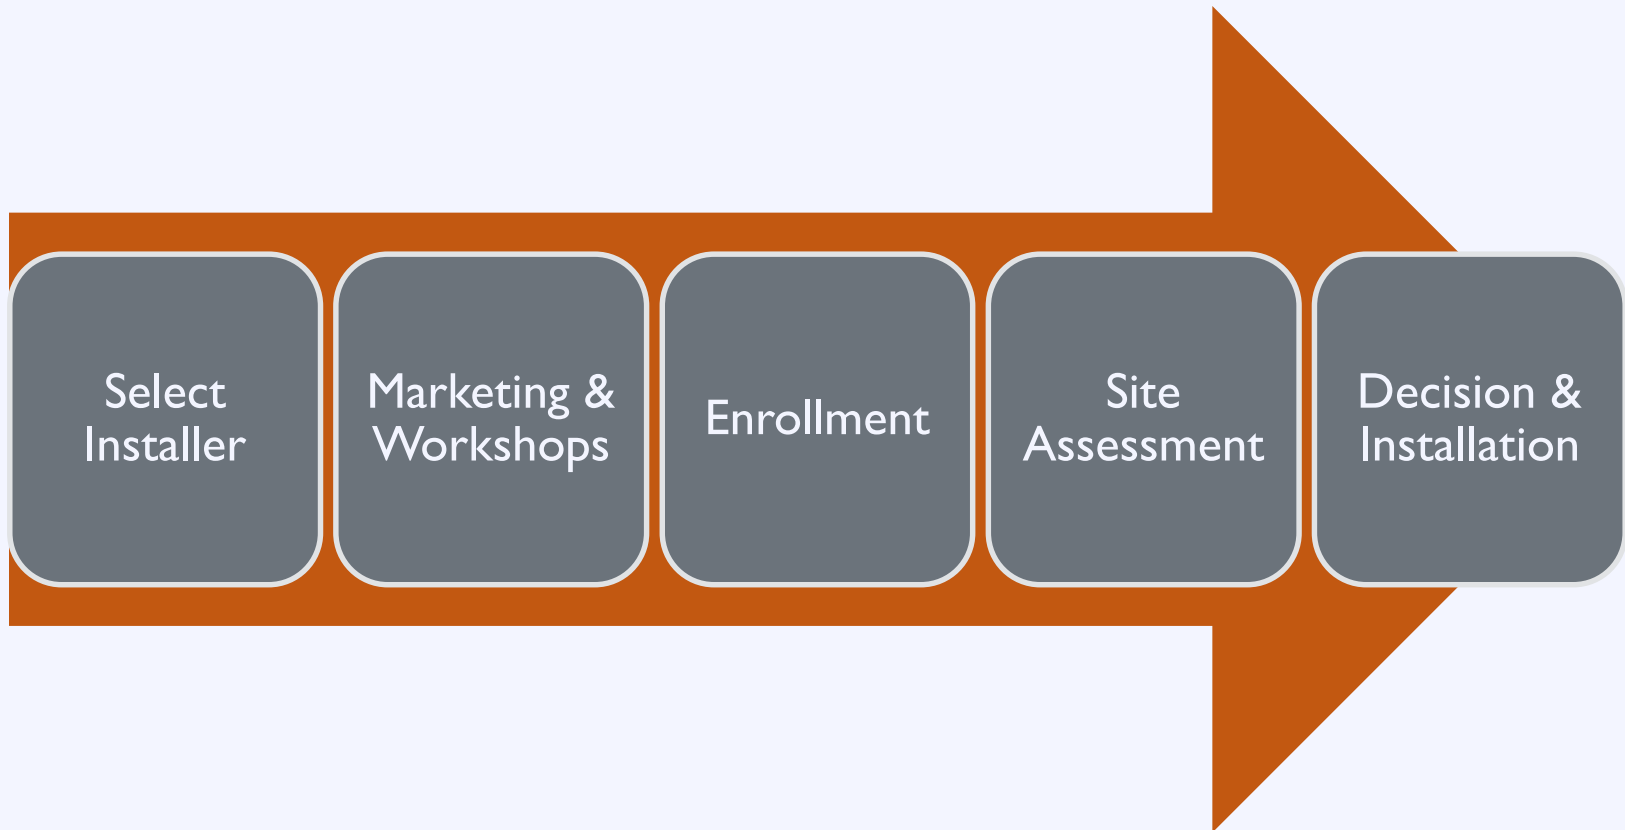 Select
Installer
Marketing &
Workshops
Enrollment
Site
Assessment
Decision &
Installation